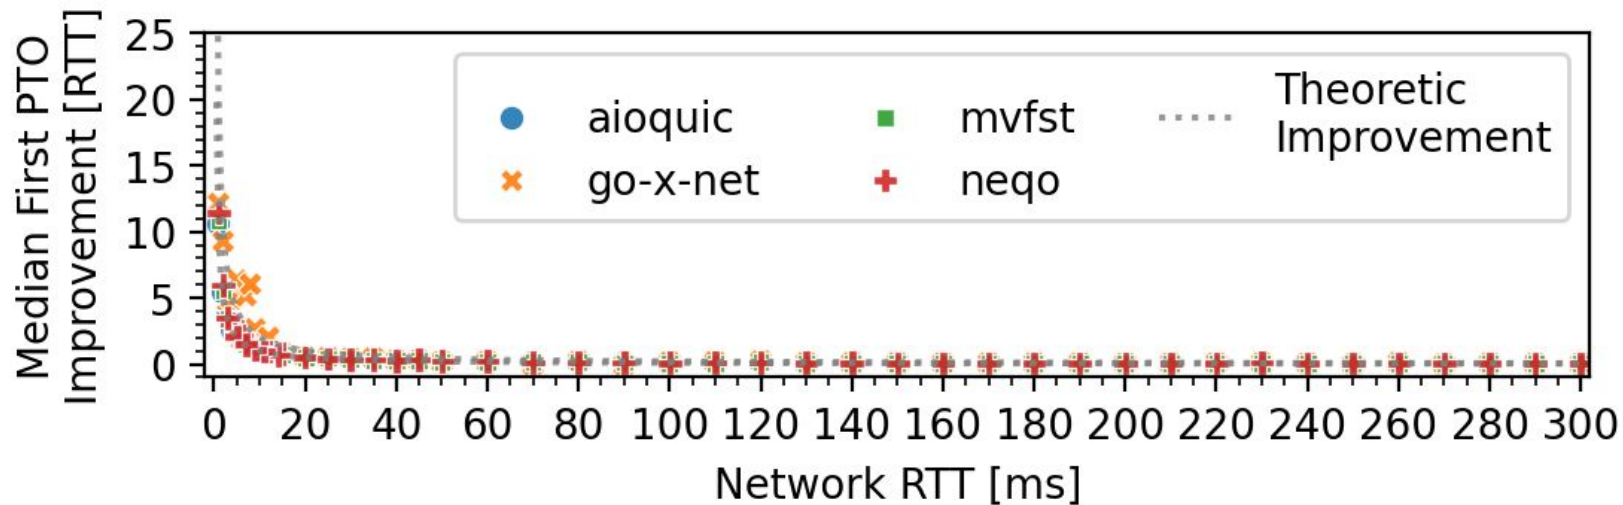 Median First PTO
Improvement [RTT]
25
20
15
10
5
0
aioquic
go-x-net
mvfst
neqo
Theoretic
Improvement
0 20 40 60 80 100 120 140 160 180 200 220 240 260 280 300
Network RTT [ms]